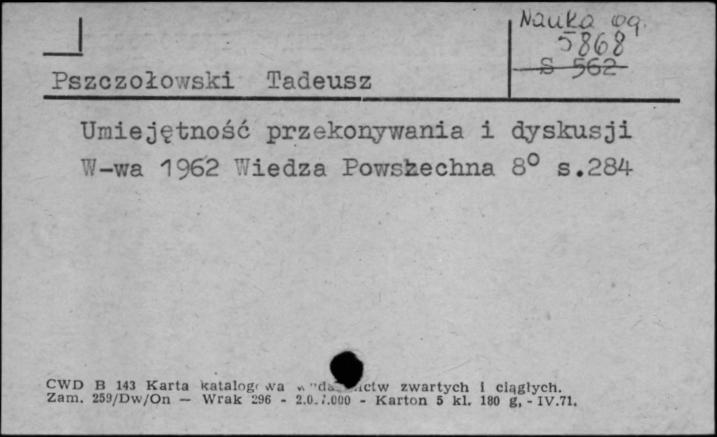 Nauka og.
5868
S 562
Pszczołowski Tadeusz
Umiejętność przekonywania i dyskusji
W-wa 1962 Wiedza Powszechna 8° s.284
CWD B 143 Karta zwartych i ciągłych.
Zam. 259/Dw/On — Wrak 296 - - Karton 5 kl. 180 g, - IV.71.